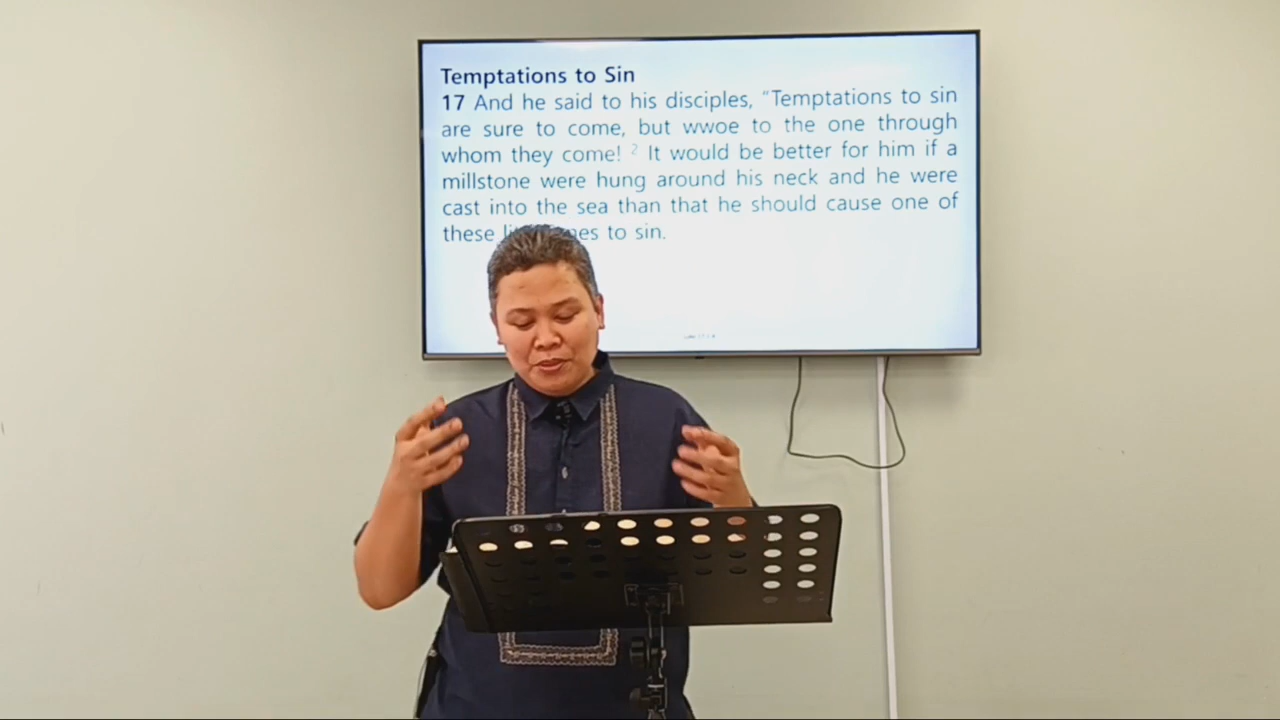 Temptations to Sin
17 And he said to his disciples, “Temptations to sin
are sure to come, but wwoe to the one through
whom they come! 2 It would be better for him if a
millstone were hung around his neck and he were
cast into the sea than that he should cause one of
these to sin.